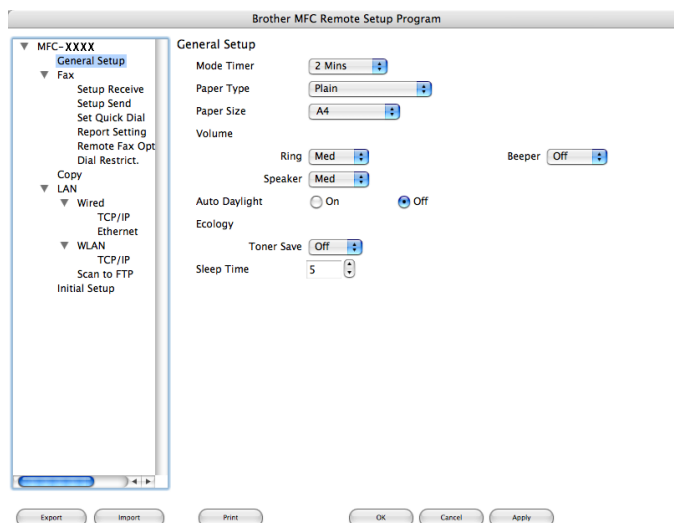 Brother MFC Remote Setup Program
MFC-XXXX
General Setup
Fax
Setup Receive
Setup Send
Set Quick Dial
Report Setting
Remote Fax Opt
Dial Restrict.
Copy
LAN
Wired
TCP/IP
Ethernet
WLAN
TCP/IP
Scan to FTP
Initial Setup
General Setup
Mode Timer 2 Mins
Paper Type Plain
Paper Size A4
Volume
Ring Med Beeper Off
Speaker Med
Auto Daylight On Off
Ecology
Toner Save Off
Sleep Time 5
Export Import Print OK Cancel Apply